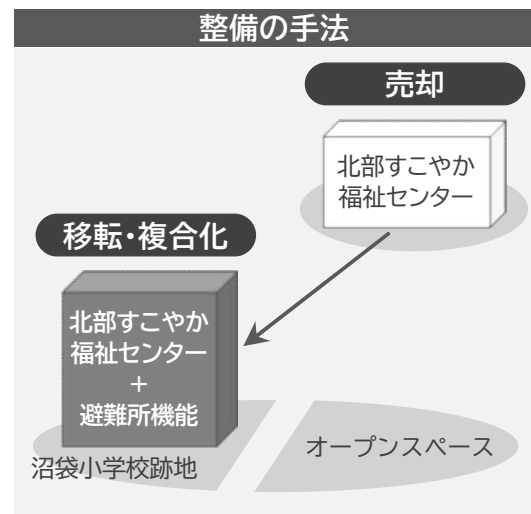 整備の手法
売却
北部すこやか
福祉センター
移転・複合化
北部すこやか
福祉センター
+
避難所機能
沼袋小学校跡地
オープンスペース